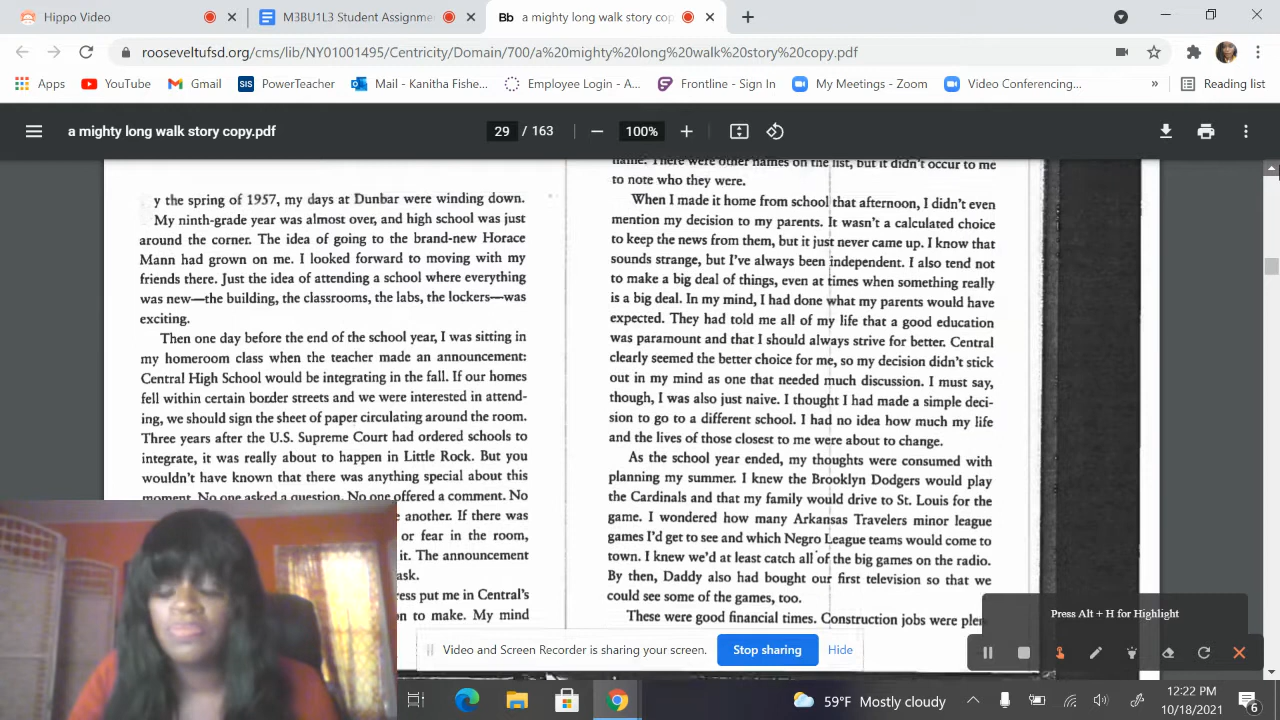 Hippo Video
M3BU1L3 Student Assignme
a mighty long walk story cop
rooseveltufsd.org/cms/lib/NY01001495/Centricity/Domain/700/a%20mighty%20long%20walk%20story%20copy.pdf
Apps
YouTube
Gmail
SIS
PowerTeacher
Mail - Kanitha Fishe...
Employee Login - A...
Frontline - Sign In
My Meetings - Zoom
Video Conferencing...
»
Reading list
a mighty long walk story copy.pdf
29 / 163
100%
y the spring of 1957, my days at Dunbar were winding down.
My ninth-grade year was almost over, and high school was just
around the corner. The idea of going to the brand-new Horace
Mann had grown on me. I looked forward to moving with my
friends there. Just the idea of attending a school where everything
was new—the building, the classrooms, the labs, the lockers—was
exciting.
Then one day before the end of the school year, I was sitting in
my homeroom class when the teacher made an announcement:
Central High School would be integrating in the fall. If our homes
fell within certain border streets and we were interested in attend-
ing, we should sign the sheet of paper circulating around the room.
Three years after the U.S. Supreme Court had ordered schools to
integrate, it was really about to happen in Little Rock. But you
wouldn't have known that there was anything special about this
moment. No one asked a question. No one offered a comment. No
e another. If there was
or fear in the room,
it. The announcement
ask.
ress put me in Central's
on to make. My mind
name. There were other names on the list, but it didn't occur to me
to note who they were.
When I made it home from school that afternoon, I didn't even
mention my decision to my parents. It wasn't a calculated choice
to keep the news from them, but it just never came up. I know that
sounds strange, but I've always been independent. I also tend not
to make a big deal of things, even at times when something really
is a big deal. In my mind, I had done what my parents would have
expected. They had told me all of my life that a good education
was paramount and that I should always strive for better. Central
clearly seemed the better choice for me, so my decision didn't stick
out in my mind as one that needed much discussion. I must say,
though, I was also just naive. I thought I had made a simple deci-
sion to go to a different school. I had no idea how much my life
and the lives of those closest to me were about to change.
As the school year ended, my thoughts were consumed with
planning my summer. I knew the Brooklyn Dodgers would play
the Cardinals and that my family would drive to St. Louis for the
game. I wondered how many Arkansas Travelers minor league
games I'd get to see and which Negro League teams would come to
town. I knew we'd at least catch all of the big games on the radio.
By then, Daddy also had bought our first television so that we
could see some of the games, too.
These were good financial times. Construction jobs were plen
Press Alt + H for Highlight
Video and Screen Recorder is sharing your screen.
Stop sharing
Hide
59°F Mostly cloudy
12:22 PM
10/18/2021
6